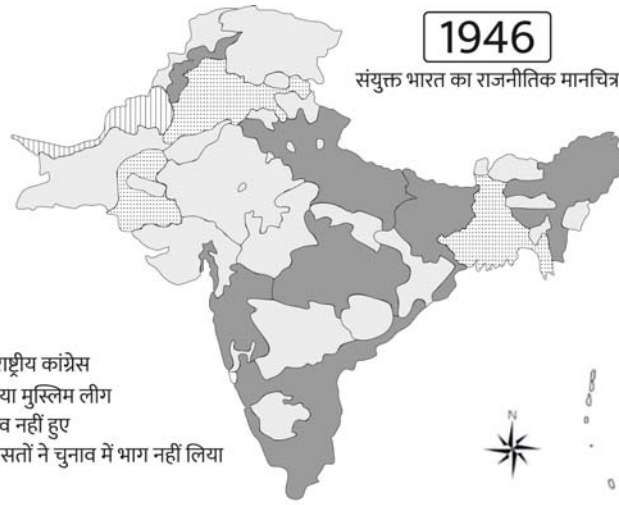 1946
संयुक्त भारत का राजनीतिक मानचित्र
राष्ट्रीय कांग्रेस
या मुस्लिम लीग
नहीं हुए
ने चुनाव में भाग नहीं लिया
N